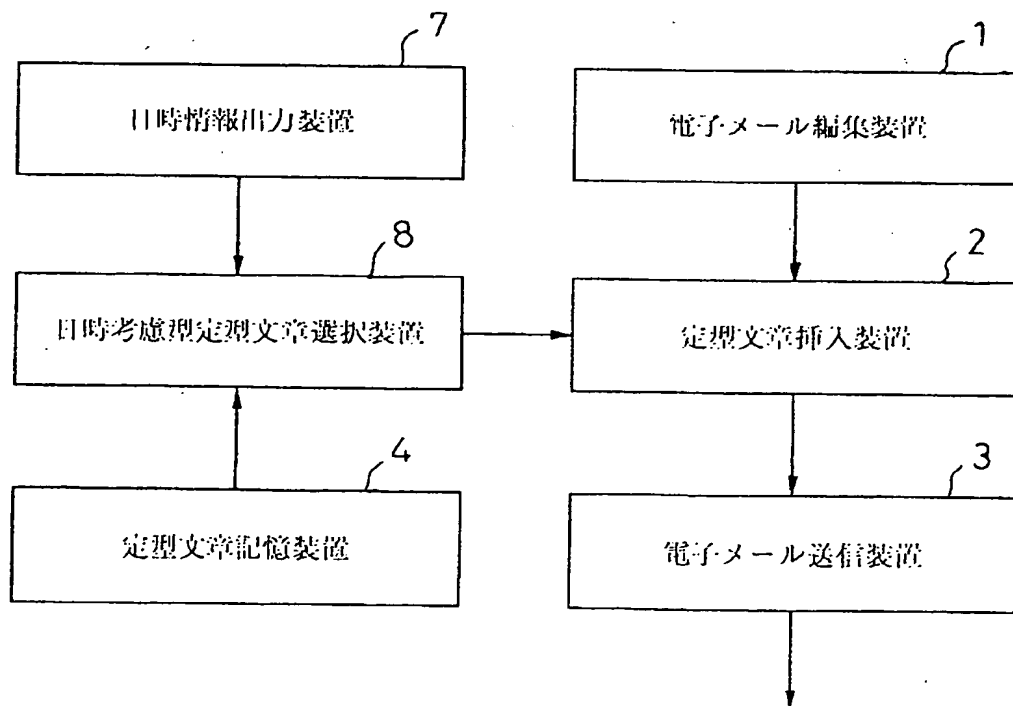 7
日時情報出力装置
1
電子メール編集装置
8
日時考慮型定型文章選択装置
2
定型文章挿入装置
4
定型文章記憶装置
3
電子メール送信装置